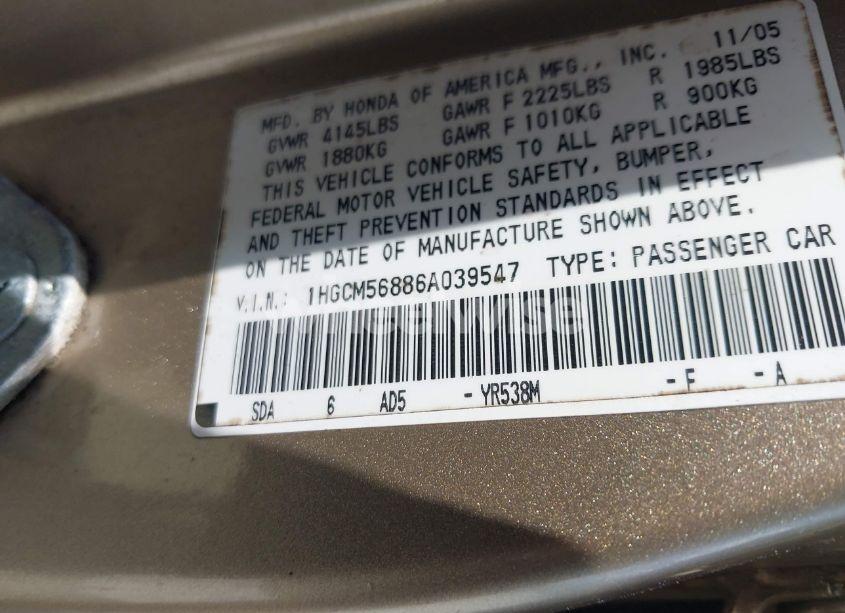 MFD. BY HONDA OF AMERICA MFG., INC. 11/05
GVWR 4145LBS GAWR F 2225LBS R 1985LBS
GVWR 1880KG GAWR F 1010KG R 900KG
THIS VEHICLE CONFORMS TO ALL APPLICABLE
FEDERAL MOTOR VEHICLE SAFETY, BUMPER,
AND THEFT PREVENTION STANDARDS IN EFFECT
ON THE DATE OF MANUFACTURE SHOWN ABOVE.
V.I.N.: 1HGCM56886A039547 TYPE: PASSENGER CAR
SDA 6 AD5 - YR538M - F - A